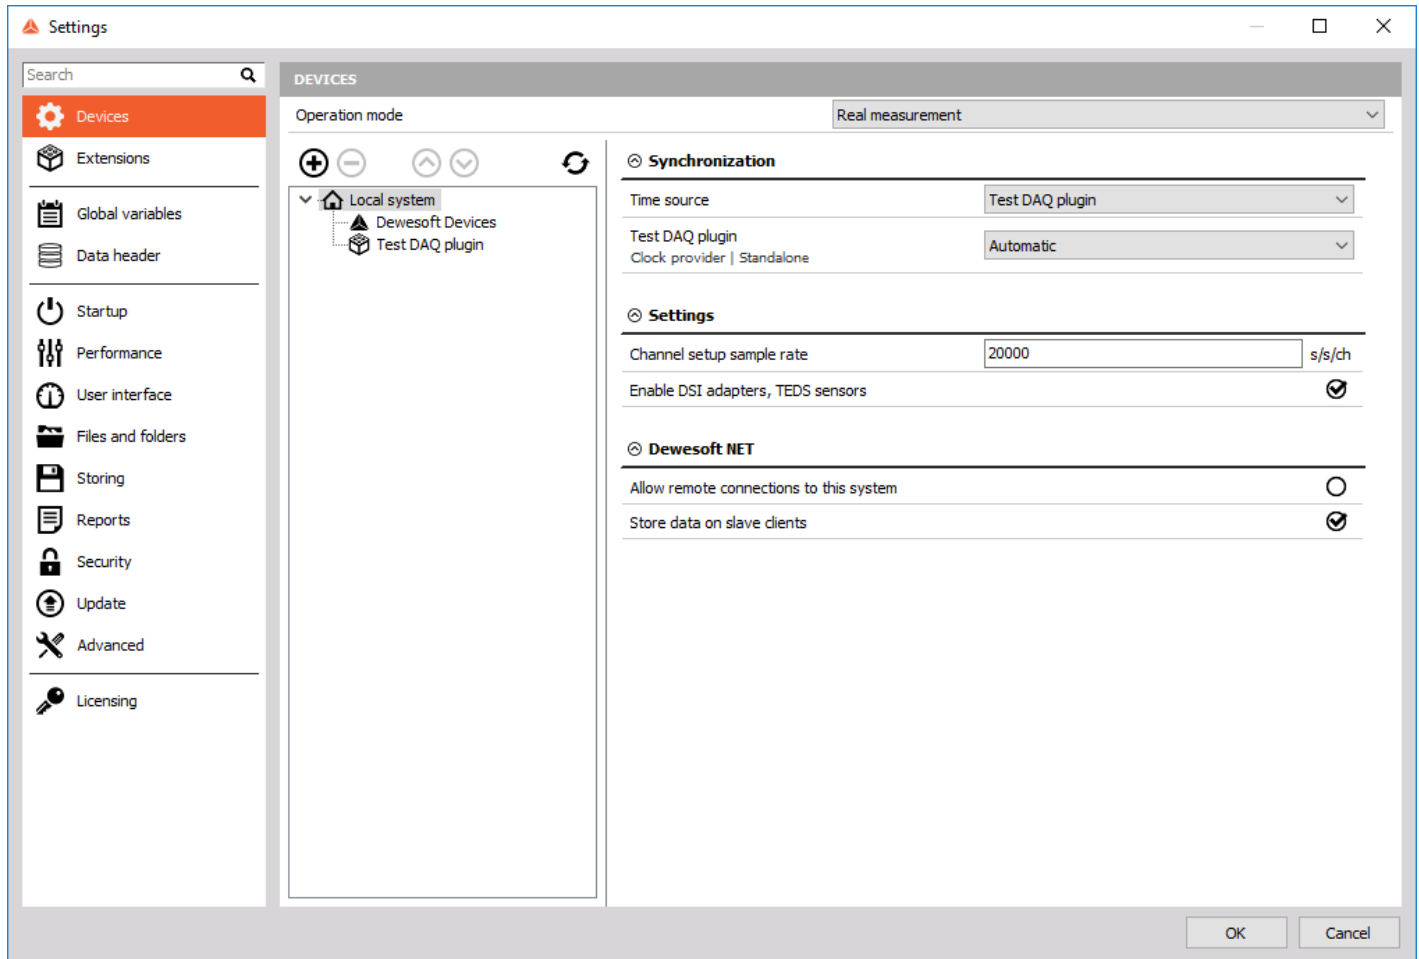 Settings
Search
Devices
Extensions
Global variables
Data header
Startup
Performance
User interface
Files and folders
Storing
Reports
Security
Update
Advanced
Licensing
DEVICES
Operation mode
Real measurement
Local system
Dewesoft Devices
Test DAQ plugin
Synchronization
Time source
Test DAQ plugin
Test DAQ plugin
Clock provider | Standalone
Automatic
Settings
Channel setup sample rate
20000
s/s/ch
Enable DSI adapters, TEDS sensors
Dewesoft NET
Allow remote connections to this system
Store data on slave clients
OK
Cancel